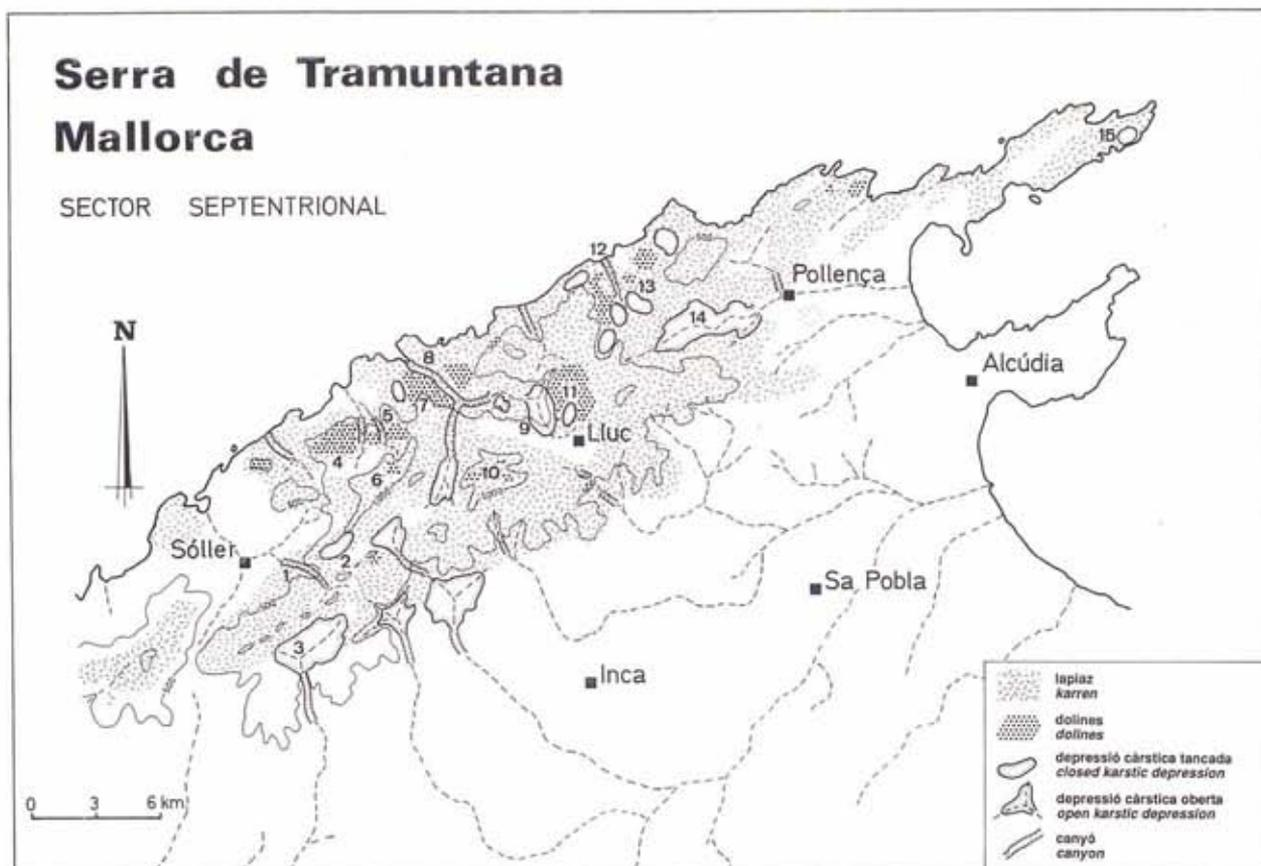 Serra de Tramuntana
Mallorca
SECTOR SEPTENTRIONAL
15
12
Pollença
13
14
N
Alcúdia
8
11
7
5
9
Lluc
4
6
10
Sóller
2
1
Sa Pobla
3
Inca
lapiaz
karren
dolines
dolines
depressió càrstica tancada
closed karstic depression
depressió càrstica oberta
open karstic depression
canyó
canyon
0 3 6 km